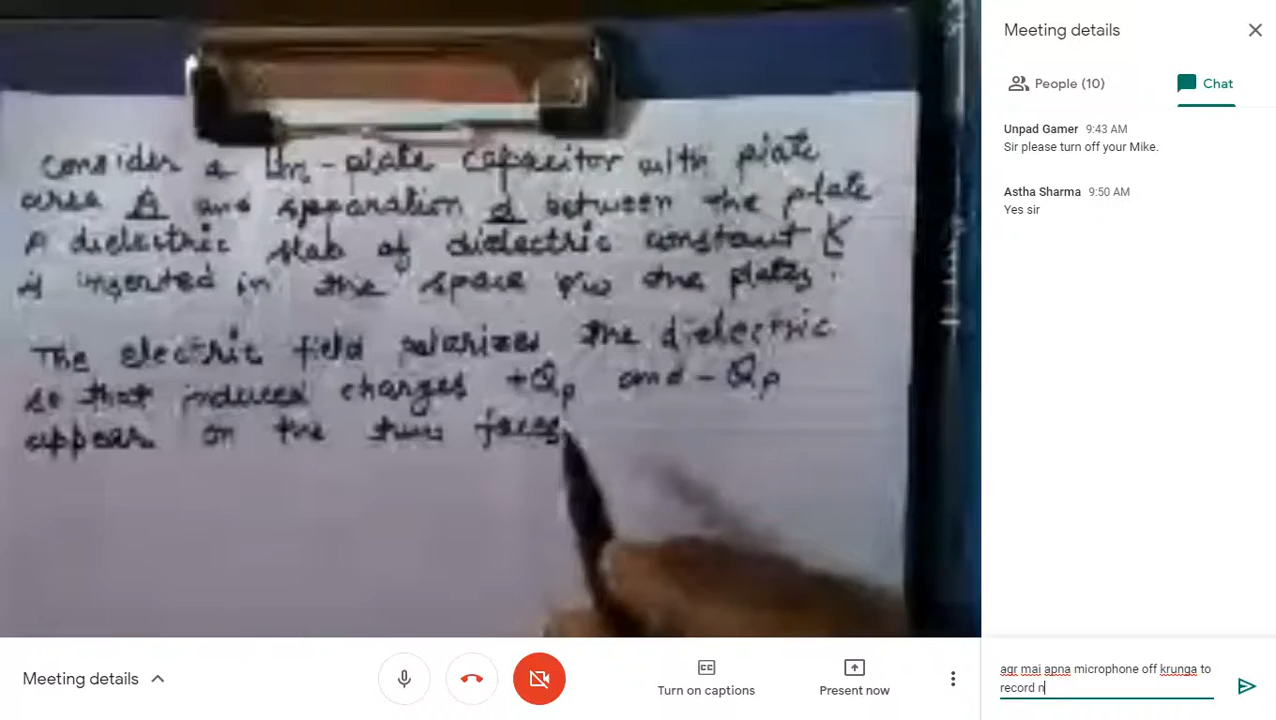 Consider a lln-plate capacitor with plate
area A and separation d between the plate
A dielectric slab of dielectric constant K
is inserted in the space b/w the plates.
The electric field polarizes the dielectric
so that induced charges +Qp and -Qp
appear on the two faces
Meeting details
People (10)
Chat
Unpad Gamer 9:43 AM
Sir please turn off your Mike.
Astha Sharma 9:50 AM
Yes sir
Meeting details
Turn on captions
Present now
agr mai apna microphone off krunga to
record n